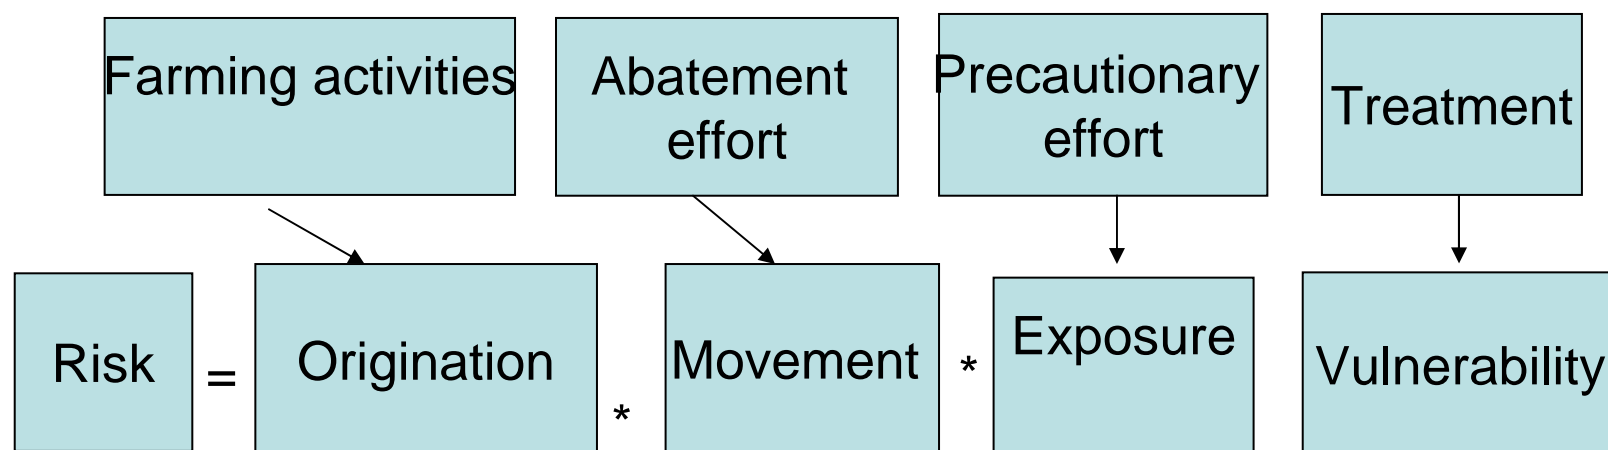 Farming activities
Abatement
effort
Precautionary
effort
Treatment
Risk
=
Origination
*
Movement
*
Exposure
Vulnerability